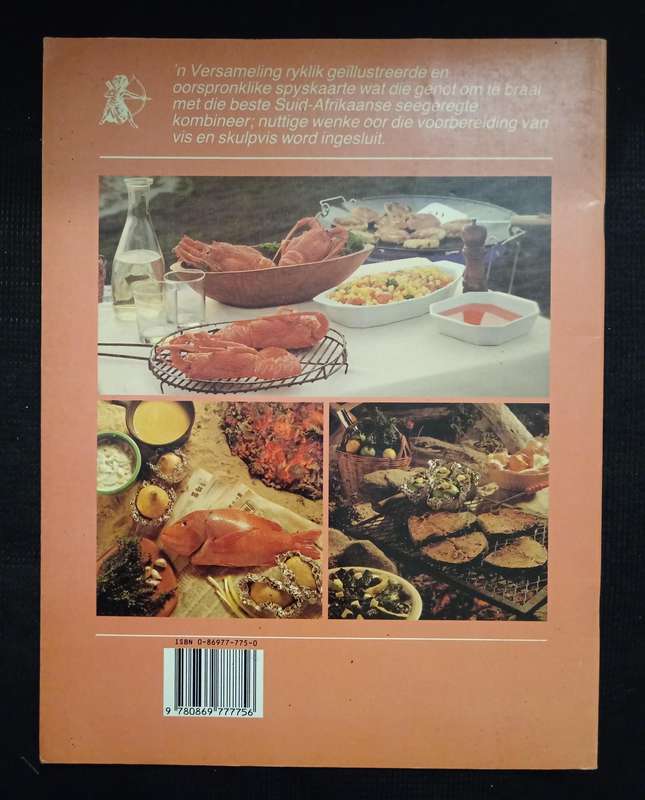 'n Versameling ryklik geïllustreerde en
oorspronklike spyskaarte wat die genot om te braai
met die beste Suid-Afrikaanse seegeregte
kombineer; nuttige wenke oor die voorbereiding van
vis en skulpvis word ingesluit.
ISBN 0-86977-775-0
9 780869 777756